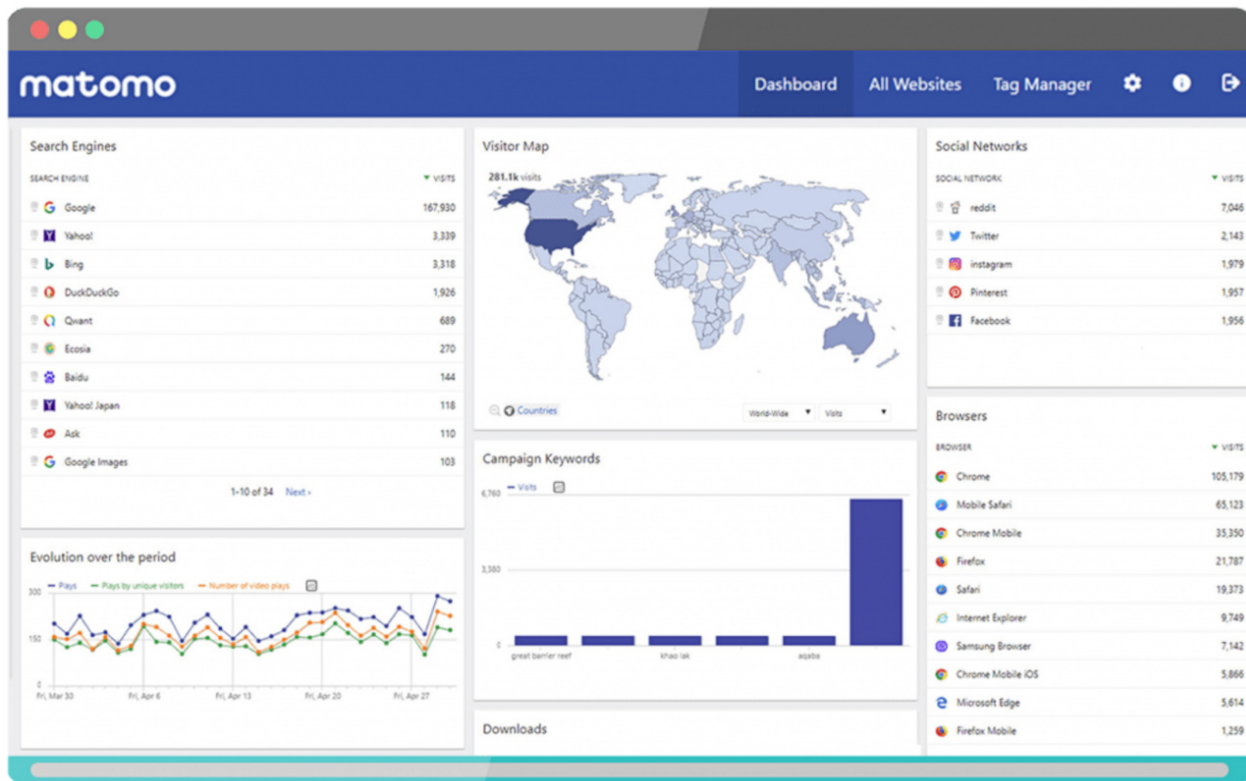 matomo
Dashboard All Websites Tag Manager
Search Engines
SEARCH ENGINE VISITS
Google 167,930
Yahoo! 3,339
Bing 3,318
DuckDuckGo 1,926
Qwant 689
Ecosia 270
Baidu 144
Yahoo! Japan 118
Ask 110
Google Images 103
1-10 of 34 Next ›
Evolution over the period
Plays Plays by unique visitors Number of video plays
300
150
0
Fri, Mar 30 Fri, Apr 6 Fri, Apr 13 Fri, Apr 20 Fri, Apr 27
Visitor Map
281.1k visits
Countries World-Wide Visits
Campaign Keywords
Visits
6,760
3,380
0
great barrier reef khao lak aqaba
Downloads
Social Networks
SOCIAL NETWORK VISITS
reddit 7,046
Twitter 2,143
instagram 1,979
Pinterest 1,957
Facebook 1,956
Browsers
BROWSER VISITS
Chrome 105,179
Mobile Safari 65,123
Chrome Mobile 35,350
Firefox 21,787
Safari 19,373
Internet Explorer 9,749
Samsung Browser 7,142
Chrome Mobile iOS 5,866
Microsoft Edge 5,614
Firefox Mobile 1,259